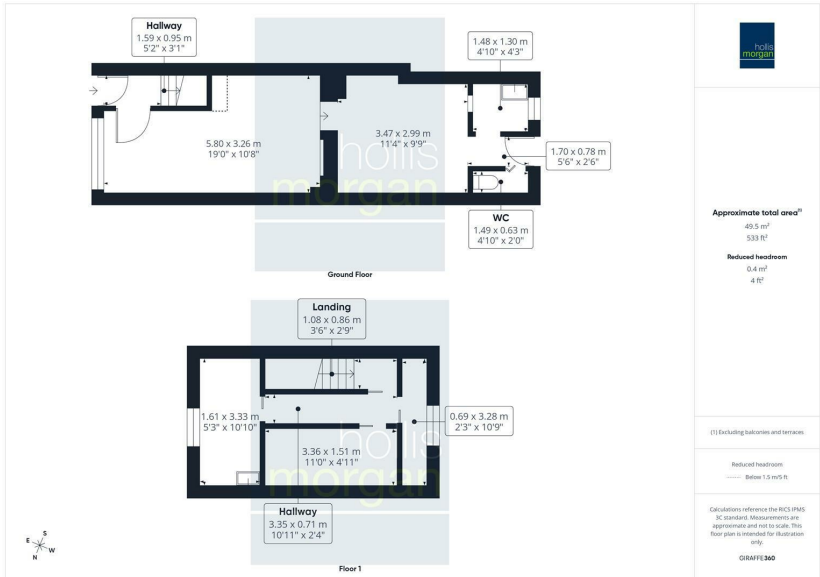 Hallway
1.59 x 0.95 m
5'2" x 3'1"
1.48 x 1.30 m
4'10" x 4'3"
5.80 x 3.26 m
19'0" x 10'8"
3.47 x 2.99 m
11'4" x 9'9"
1.70 x 0.78 m
5'6" x 2'6"
hollis
morgan
WC
1.49 x 0.63 m
4'10" x 2'0"
Ground Floor
Landing
1.08 x 0.86 m
3'6" x 2'9"
1.61 x 3.33 m
5'3" x 10'10"
0.69 x 3.28 m
2'3" x 10'9"
3.36 x 1.51 m
11'0" x 4'11"
hollis
morgan
Hallway
3.35 x 0.71 m
10'11" x 2'4"
Floor 1
S
E
W
N
hollis
morgan
Approximate total area(1)
49.5 m²
533 ft²
Reduced headroom
0.4 m²
4 ft²
(1) Excluding balconies and terraces
Reduced headroom
Below 1.5 m/5 ft
Calculations reference the RICS IPMS
3C standard. Measurements are
approximate and not to scale. This
floor plan is intended for illustration
only.
GIRAFFE360